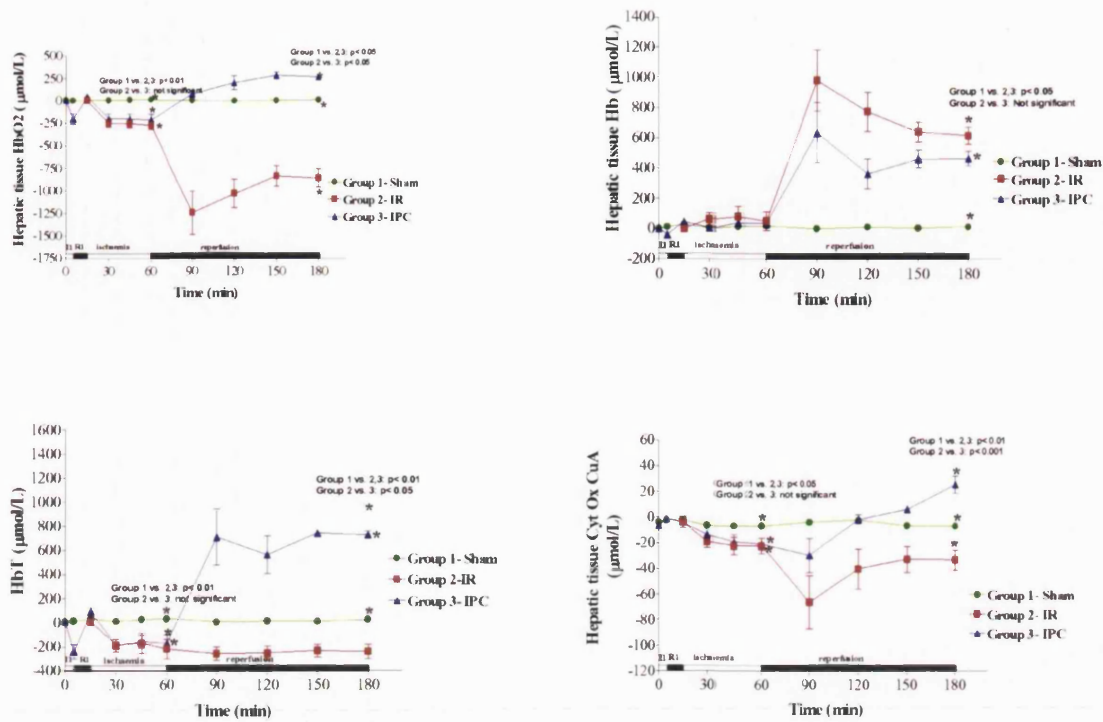 Hepatic tissue HbO2 ( µmol/L)
500
250
0
-250
-500
-750
-1000
-1250
-1500
-1750
Group 1 vs. 2,3: p< 0.01
Group 2 vs. 3: not significant
Group 1 vs. 2,3: p< 0.05
Group 2 vs. 3: p< 0.05
Group 1- Sham
Group 2- IR
Group 3- IPC
R1
ischaemia
reperfusion
0 30 60 90 120 150 180
Time (min)
Hepatic tissue Hb ( µmol/L)
1400
1200
1000
800
600
400
200
0
-200
Group 1 vs. 2,3: p< 0.05
Group 2 vs. 3: Not significant
Group 1- Sham
Group 2- IR
Group 3- IPC
R1
ischaemia
reperfusion
0 30 60 90 120 150 180
Time (min)
HbT (µmol/L)
1600
1400
1200
1000
800
600
400
200
0
-200
-400
Group 1 vs. 2,3: p< 0.01
Group 2 vs. 3: not significant
Group 1 vs. 2,3: p< 0.01
Group 2 vs. 3: p< 0.05
Group 1- Sham
Group 2-IR
Group 3- IPC
R1
ischaemia
reperfusion
0 30 60 90 120 150 180
Time (min)
Hepatic tissue Cyt Ox CuA
(µmol/L)
60
40
20
0
-20
-40
-60
-80
-100
-120
Group 1 vs. 2,3: p< 0.05
Group 2 vs. 3: not significant
Group 1 vs. 2,3: p< 0.01
Group 2 vs. 3: p< 0.001
Group 1- Sham
Group 2- IR
Group 3- IPC
R1
ischaemia
reperfusion
0 30 60 90 120 150 180
Time (min)